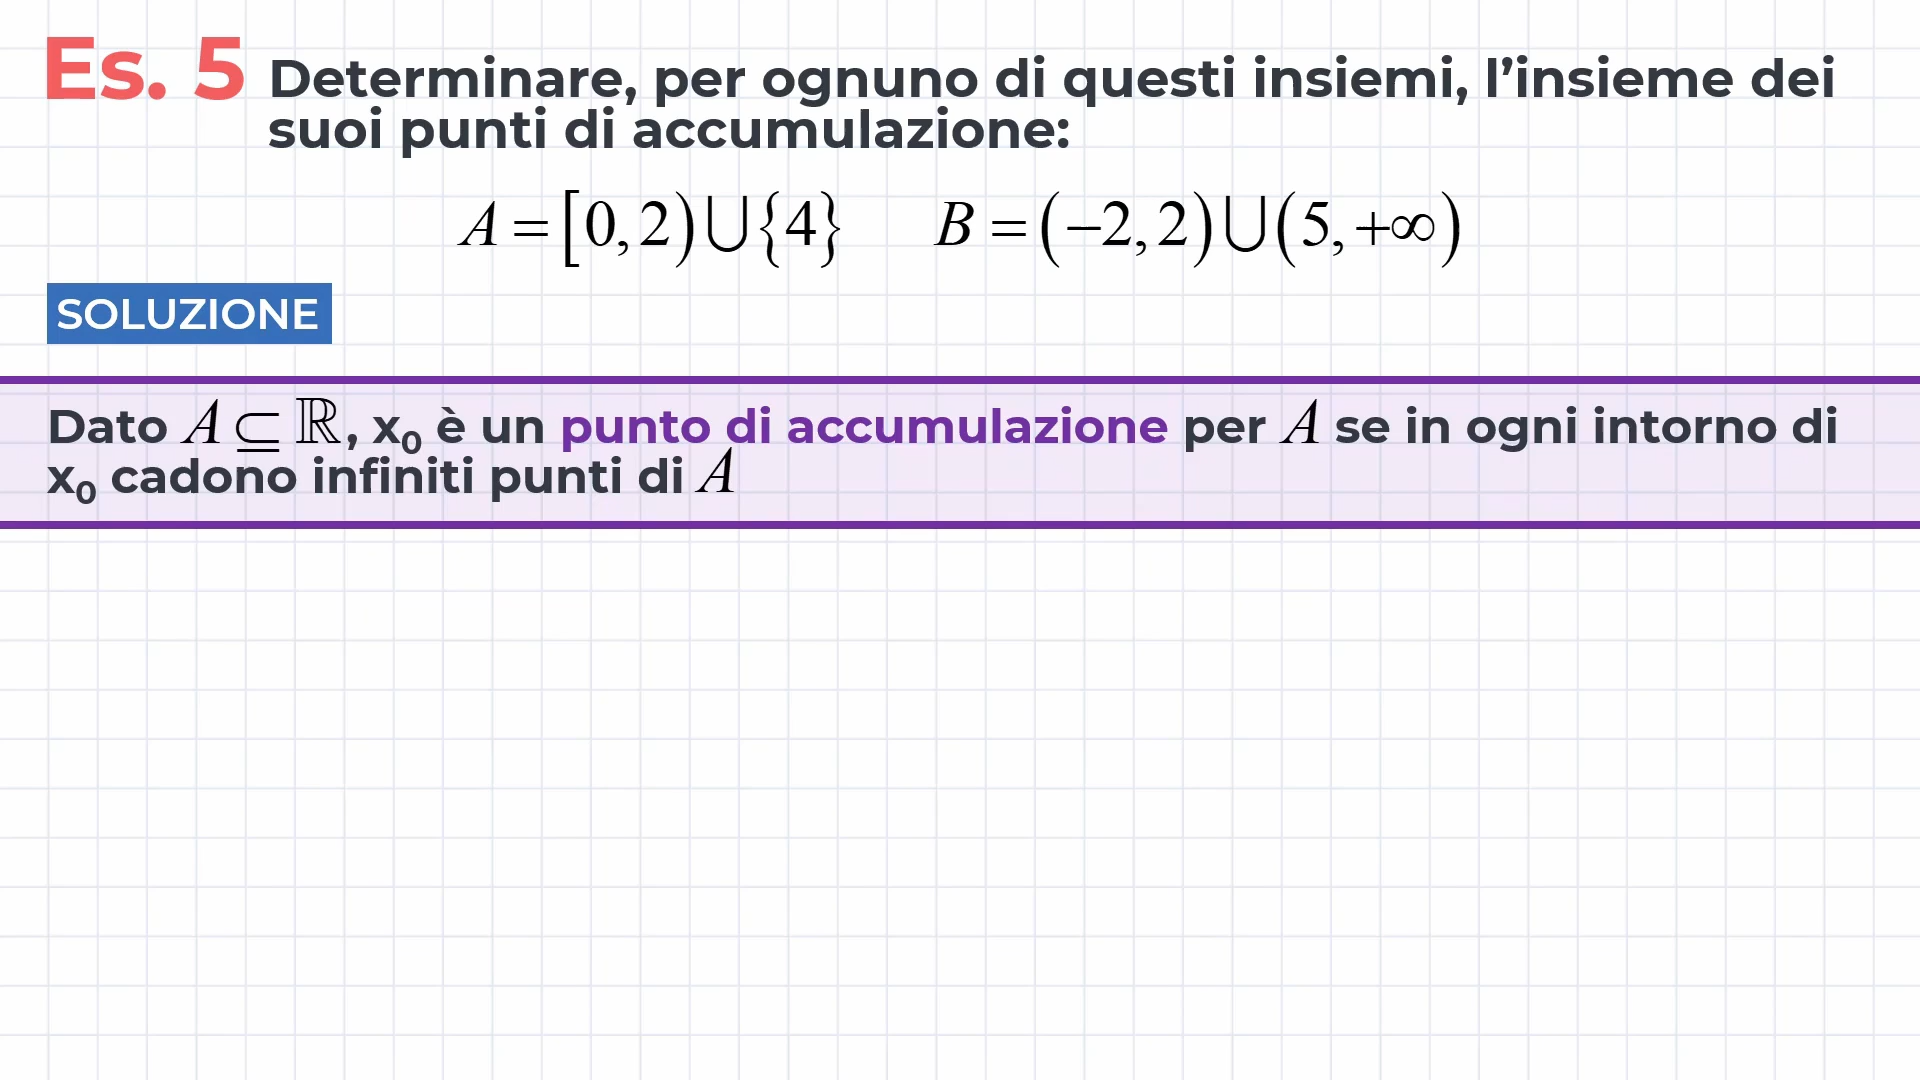 Es. 5 Determinare, per ognuno di questi insiemi, l’insieme dei
suoi punti di accumulazione:
A = [0, 2) ∪ {4} B = (−2, 2) ∪ (5, +∞)
SOLUZIONE
Dato A ⊆ ℝ, x₀ è un punto di accumulazione per A se in ogni intorno di
x₀ cadono infiniti punti di A